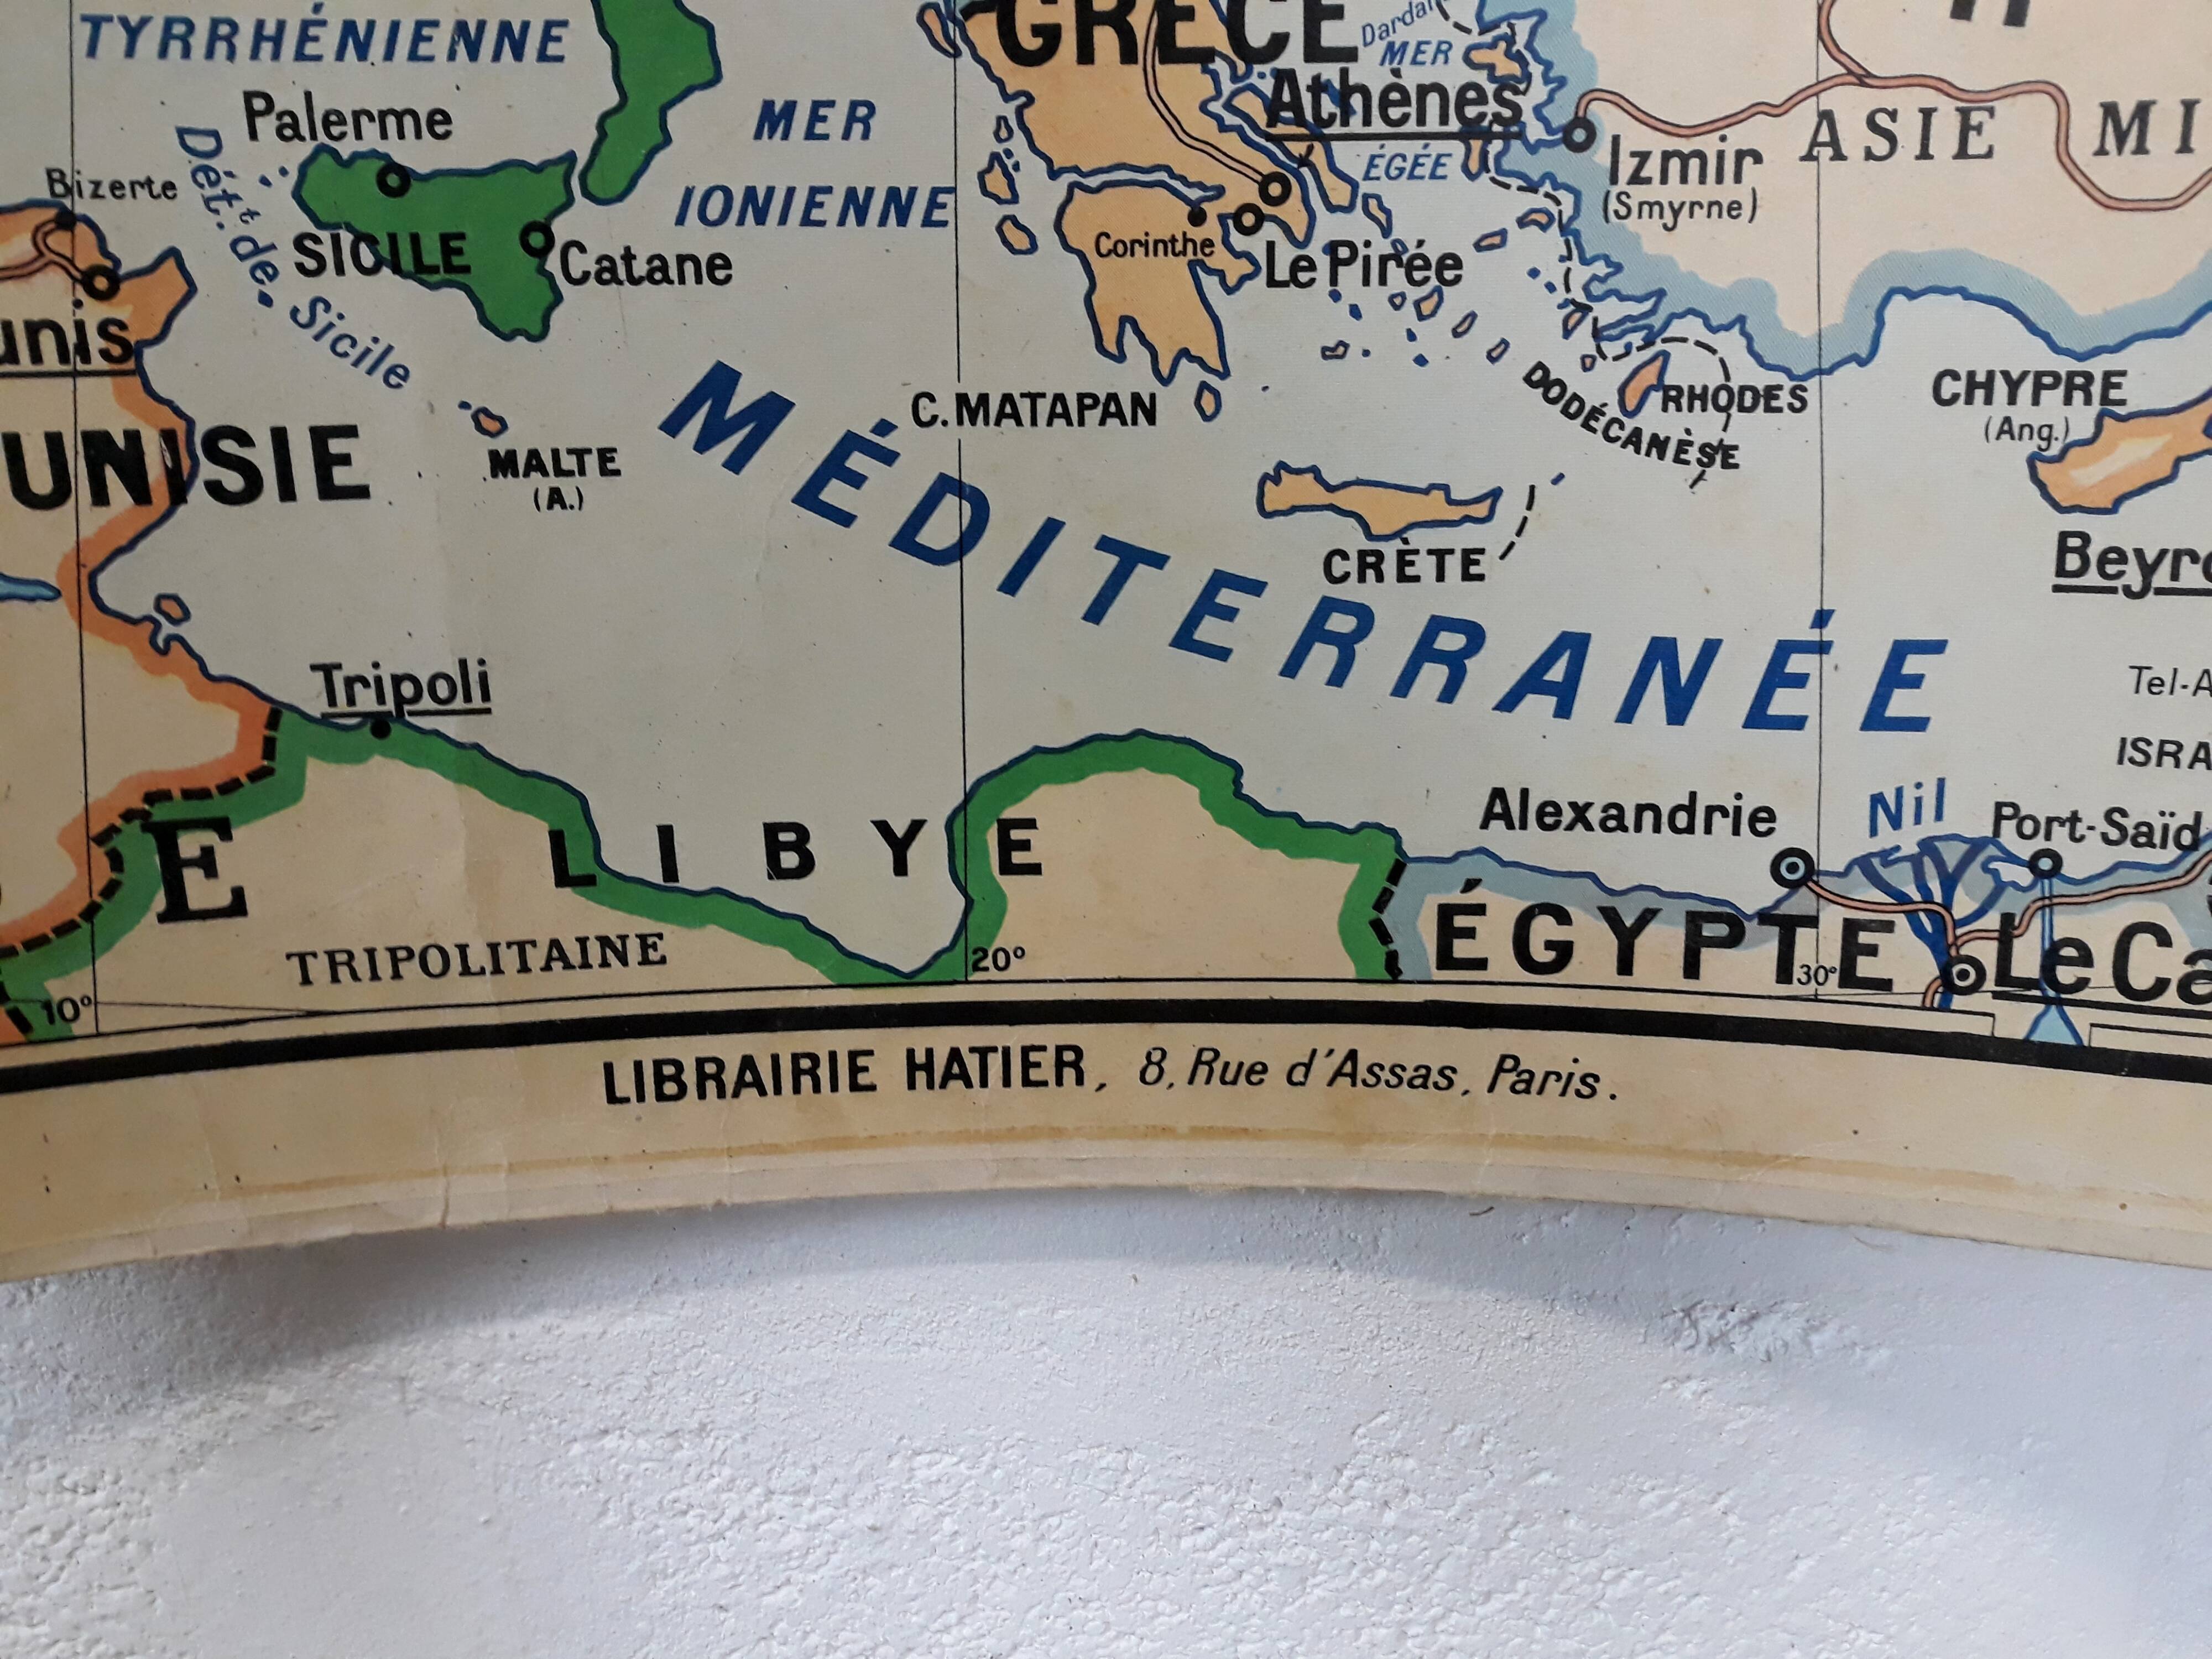 TYRRHÉNIENNE
GRÈCE
MER
Athènes
Palerme
MER
IONIENNE
ÉGÉE
Izmir
(Smyrne)
ASIE MI
Bizerte
Dét.t de Sicile
SICILE
Catane
Corinthe
Le Pirée
unis
UNISIE
MALTE
(A.)
C. MATAPAN
DODÉCANÈSE
RHODES
CHYPRE
(Ang.)
MÉDITERRANÉE
CRÈTE
Beyr
Tripoli
Tel-A
ISRA
Alexandrie
Nil
Port-Saïd
E
LIBYE
ÉGYPTE
Le Ca
TRIPOLITAINE
10°
20°
30°
LIBRAIRIE HATIER, 8, Rue d'Assas, Paris.